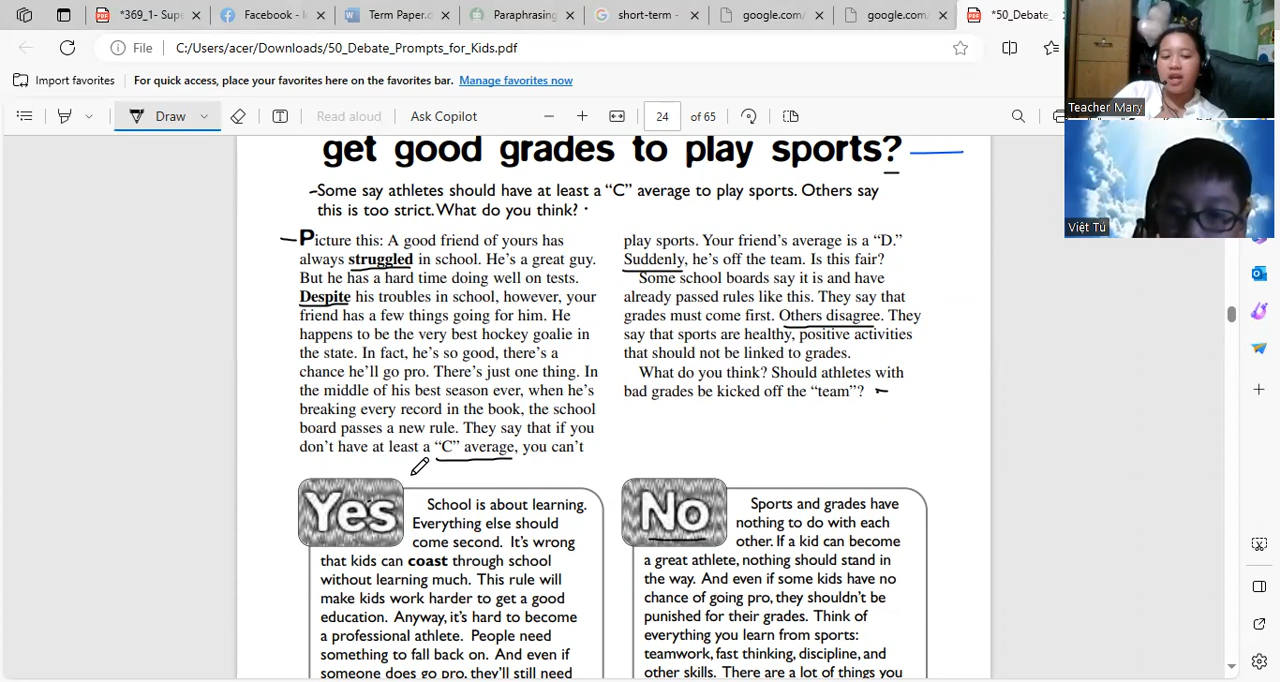 *369_1- Sup
Facebook - l
Term Paper.c
Paraphrasing
short-term -
google.com/
google.com/
*50_Debate_
File
C:/Users/acer/Downloads/50_Debate_Prompts_for_Kids.pdf
Import favorites
For quick access, place your favorites here on the favorites bar.
Manage favorites now
Draw
Read aloud
Ask Copilot
24
of 65
Teacher Mary
Việt Tú
get good grades to play sports?
Some say athletes should have at least a “C” average to play sports. Others say
this is too strict. What do you think?
Picture this: A good friend of yours has
always struggled in school. He’s a great guy.
But he has a hard time doing well on tests.
Despite his troubles in school, however, your
friend has a few things going for him. He
happens to be the very best hockey goalie in
the state. In fact, he’s so good, there’s a
chance he’ll go pro. There’s just one thing. In
the middle of his best season ever, when he’s
breaking every record in the book, the school
board passes a new rule. They say that if you
don’t have at least a “C” average, you can’t
play sports. Your friend’s average is a “D.”
Suddenly, he’s off the team. Is this fair?
Some school boards say it is and have
already passed rules like this. They say that
grades must come first. Others disagree. They
say that sports are healthy, positive activities
that should not be linked to grades.
What do you think? Should athletes with
bad grades be kicked off the “team”?
Yes
School is about learning.
Everything else should
come second. It’s wrong
that kids can coast through school
without learning much. This rule will
make kids work harder to get a good
education. Anyway, it’s hard to become
a professional athlete. People need
something to fall back on. And even if
someone does go pro, they’ll still need
No
Sports and grades have
nothing to do with each
other. If a kid can become
a great athlete, nothing should stand in
the way. And even if some kids have no
chance of going pro, they shouldn’t be
punished for their grades. Think of
everything you learn from sports:
teamwork, fast thinking, discipline, and
other skills. There are a lot of things you